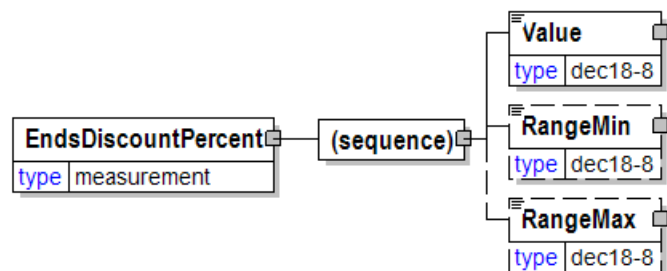 Value
type dec18-8
EndsDiscountPercent
type measurement
(sequence)
RangeMin
type dec18-8
RangeMax
type dec18-8